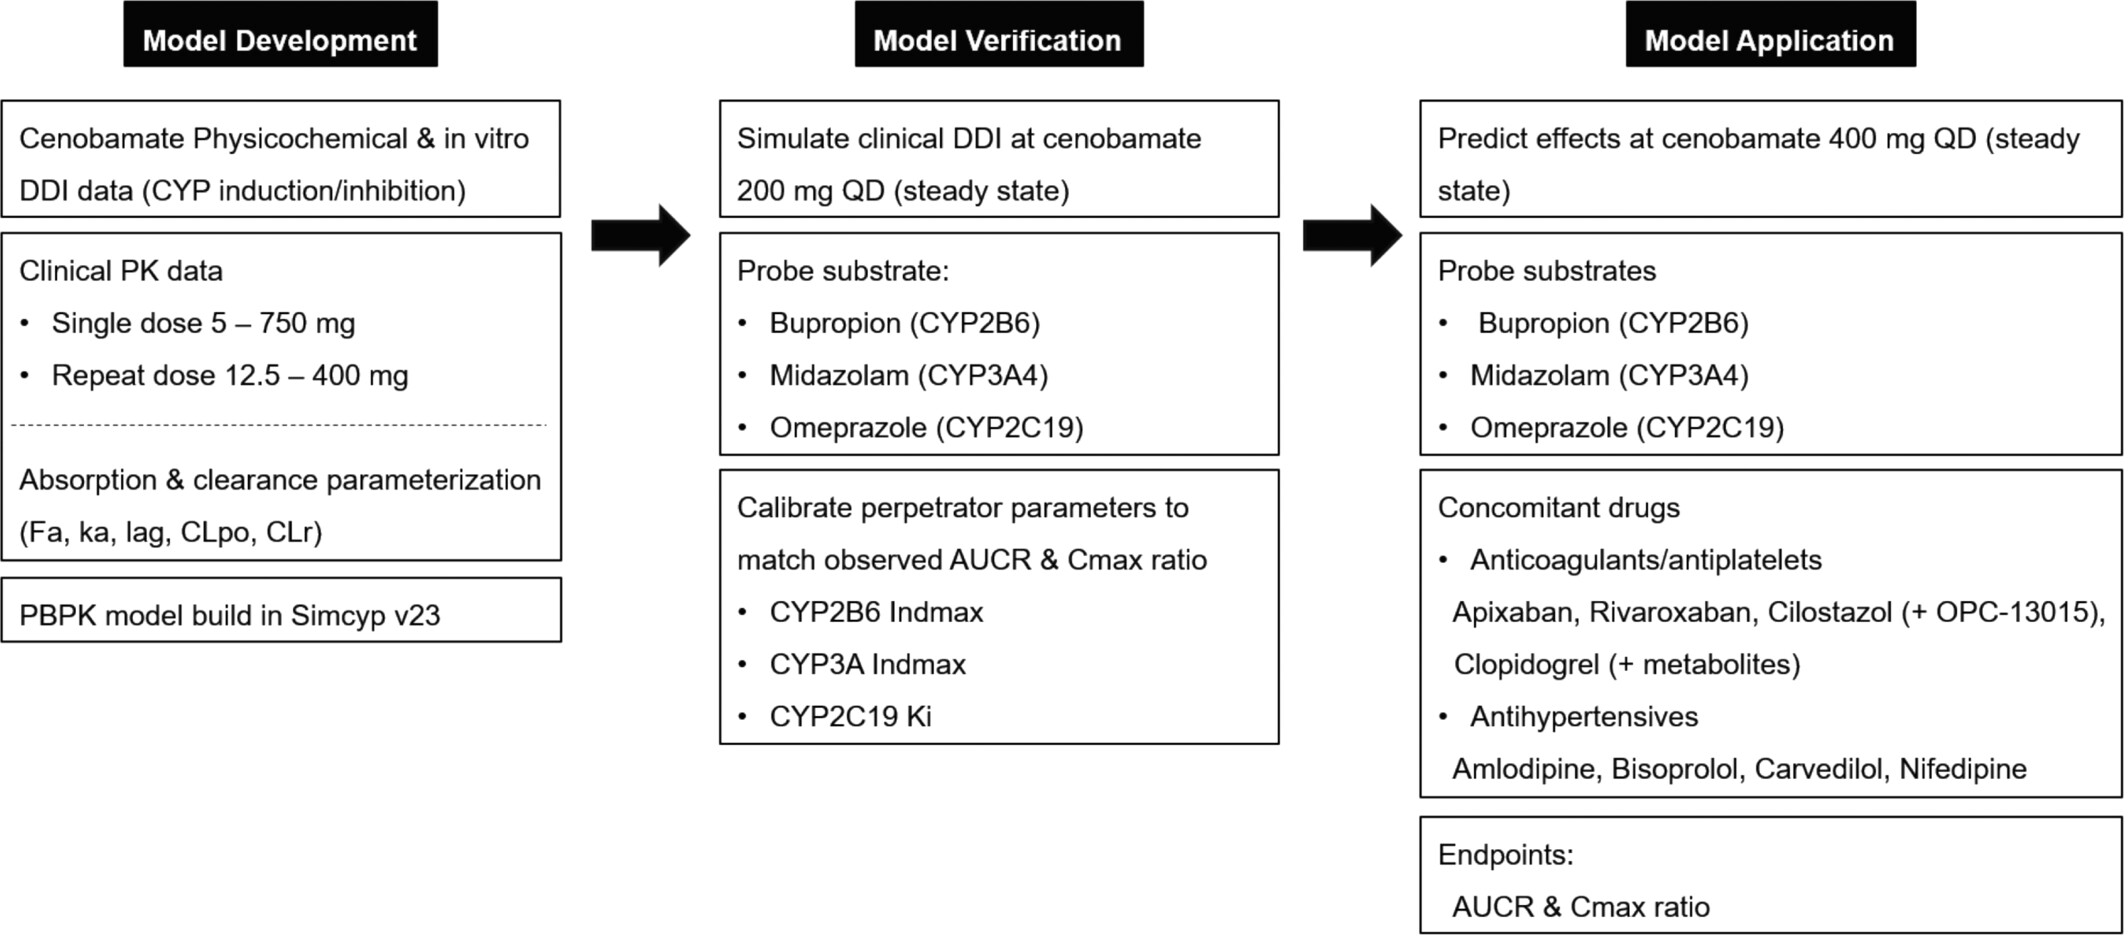 Model Development
Cenobamate Physicochemical & in vitro
DDI data (CYP induction/inhibition)
Clinical PK data
• Single dose 5 – 750 mg
• Repeat dose 12.5 – 400 mg
Absorption & clearance parameterization
(Fa, ka, lag, CLpo, CLr)
PBPK model build in Simcyp v23
Model Verification
Simulate clinical DDI at cenobamate
200 mg QD (steady state)
Probe substrate:
• Bupropion (CYP2B6)
• Midazolam (CYP3A4)
• Omeprazole (CYP2C19)
Calibrate perpetrator parameters to
match observed AUCR & Cmax ratio
• CYP2B6 Indmax
• CYP3A Indmax
• CYP2C19 Ki
Model Application
Predict effects at cenobamate 400 mg QD (steady
state)
Probe substrates
• Bupropion (CYP2B6)
• Midazolam (CYP3A4)
• Omeprazole (CYP2C19)
Concomitant drugs
• Anticoagulants/antiplatelets
Apixaban, Rivaroxaban, Cilostazol (+ OPC-13015),
Clopidogrel (+ metabolites)
• Antihypertensives
Amlodipine, Bisoprolol, Carvedilol, Nifedipine
Endpoints:
AUCR & Cmax ratio